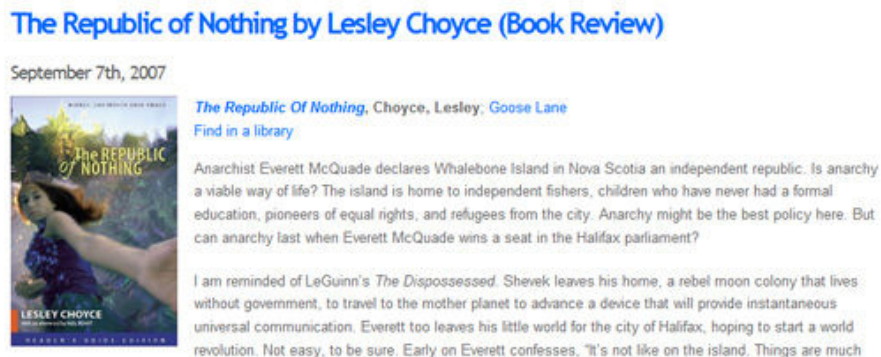 The Republic of Nothing by Lesley Choyce (Book Review)
September 7th, 2007
The REPUBLIC
of NOTHING
LESLEY CHOYCE
READER'S GUIDE EDITION
The Republic Of Nothing, Choyce, Lesley; Goose Lane
Find in a library
Anarchist Everett McQuade declares Whalebone Island in Nova Scotia an independent republic. Is anarchy
a viable way of life? The island is home to independent fishers, children who have never had a formal
education, pioneers of equal rights, and refugees from the city. Anarchy might be the best policy here. But
can anarchy last when Everett McQuade wins a seat in the Halifax parliament?
I am reminded of LeGuinn's The Dispossessed. Shevek leaves his home, a rebel moon colony that lives
without government, to travel to the mother planet to advance a device that will provide instantaneous
universal communication. Everett too leaves his little world for the city of Halifax, hoping to start a world
revolution. Not easy, to be sure. Early on Everett confesses, "It's not like on the island. Things are much